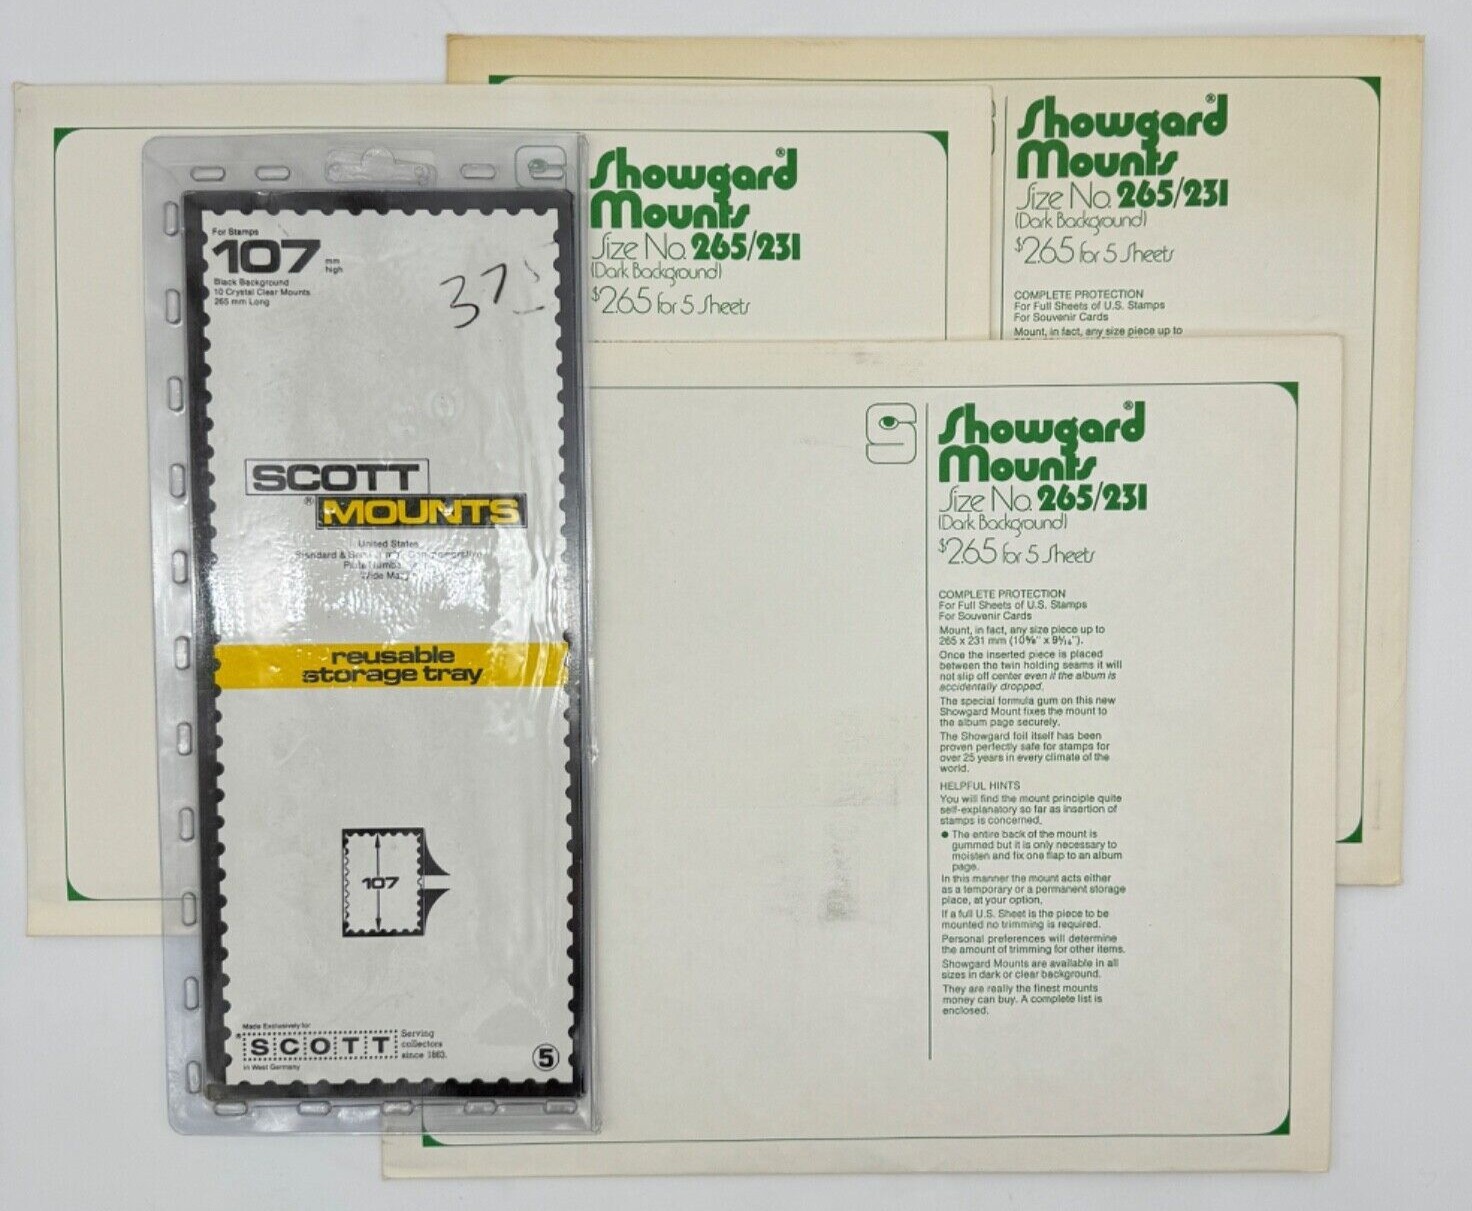 For Stamps
107 mm high
Black Background
10 Crystal Clear Mounts
265 mm Long
37
SCOTT
® MOUNTS
United States
reusable
storage tray
107
Made Exclusively for
® SCOTT
Serving
collectors
since 1863.
in West Germany
5
Showgard®
Mounts
Size No. 265/231
(Dark Background)
$2.65 for 5 Sheets
Showgard®
Mounts
Size No. 265/231
(Dark Background)
$2.65 for 5 Sheets
COMPLETE PROTECTION
For Full Sheets of U.S. Stamps
For Souvenir Cards
Mount, in fact, any size piece up to
S
Showgard®
Mounts
Size No. 265/231
(Dark Background)
$2.65 for 5 Sheets
COMPLETE PROTECTION
For Full Sheets of U.S. Stamps
For Souvenir Cards
Mount, in fact, any size piece up to
265 x 231 mm
Once the inserted piece is placed
between the twin holding seams it will
not slip off center even if the album is
accidentally dropped.
The special formula gum on this new
Showgard Mount fixes the mount to
the album page securely.
The Showgard foil itself has been
proven perfectly safe for stamps for
over 25 years in every climate of the
world.
HELPFUL HINTS
You will find the mount principle quite
self-explanatory so far as insertion of
stamps is concerned.
● The entire back of the mount is
gummed but it is only necessary to
moisten and fix one flap to an album
page.
In this manner the mount acts either
as a temporary or a permanent storage
place, at your option.
If a full U.S. Sheet is the piece to be
mounted no trimming is required.
Personal preferences will determine
the amount of trimming for other items.
Showgard Mounts are available in all
sizes in dark or clear background.
They are really the finest mounts
money can buy. A complete list is
enclosed.